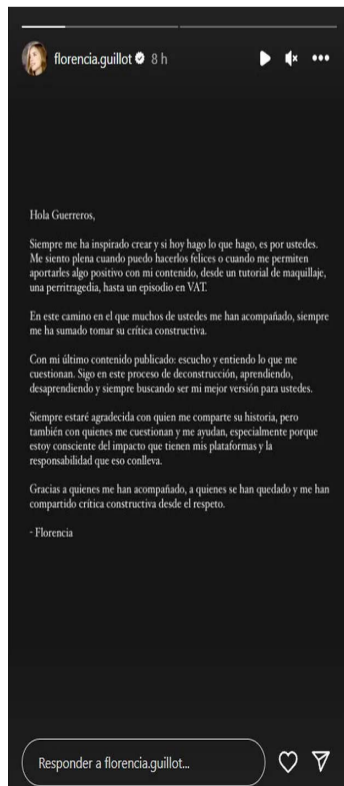 florencia.guillot 8 h
Hola Guerreros,
Siempre me ha inspirado crear y si hoy hago lo que hago, es por ustedes.
Me siento plena cuando puedo hacerlos felices o cuando me permiten
aportarles algo positivo con mi contenido, desde un tutorial de maquillaje,
una perritragedia, hasta un episodio en VAT.
En este camino en el que muchos de ustedes me han acompañado, siempre
me ha sumado tomar su crítica constructiva.
Con mi último contenido publicado: escucho y entiendo lo que me
cuestionan. Sigo en este proceso de deconstrucción, aprendiendo,
desaprendiendo y siempre buscando ser mi mejor versión para ustedes.
Siempre estaré agradecida con quien me comparte su historia, pero
también con quienes me cuestionan y me ayudan, especialmente porque
estoy consciente del impacto que tienen mis plataformas y la
responsabilidad que eso conlleva.
Gracias a quienes me han acompañado, a quienes se han quedado y me han
compartido crítica constructiva desde el respeto.
- Florencia
Responder a florencia.guillot...